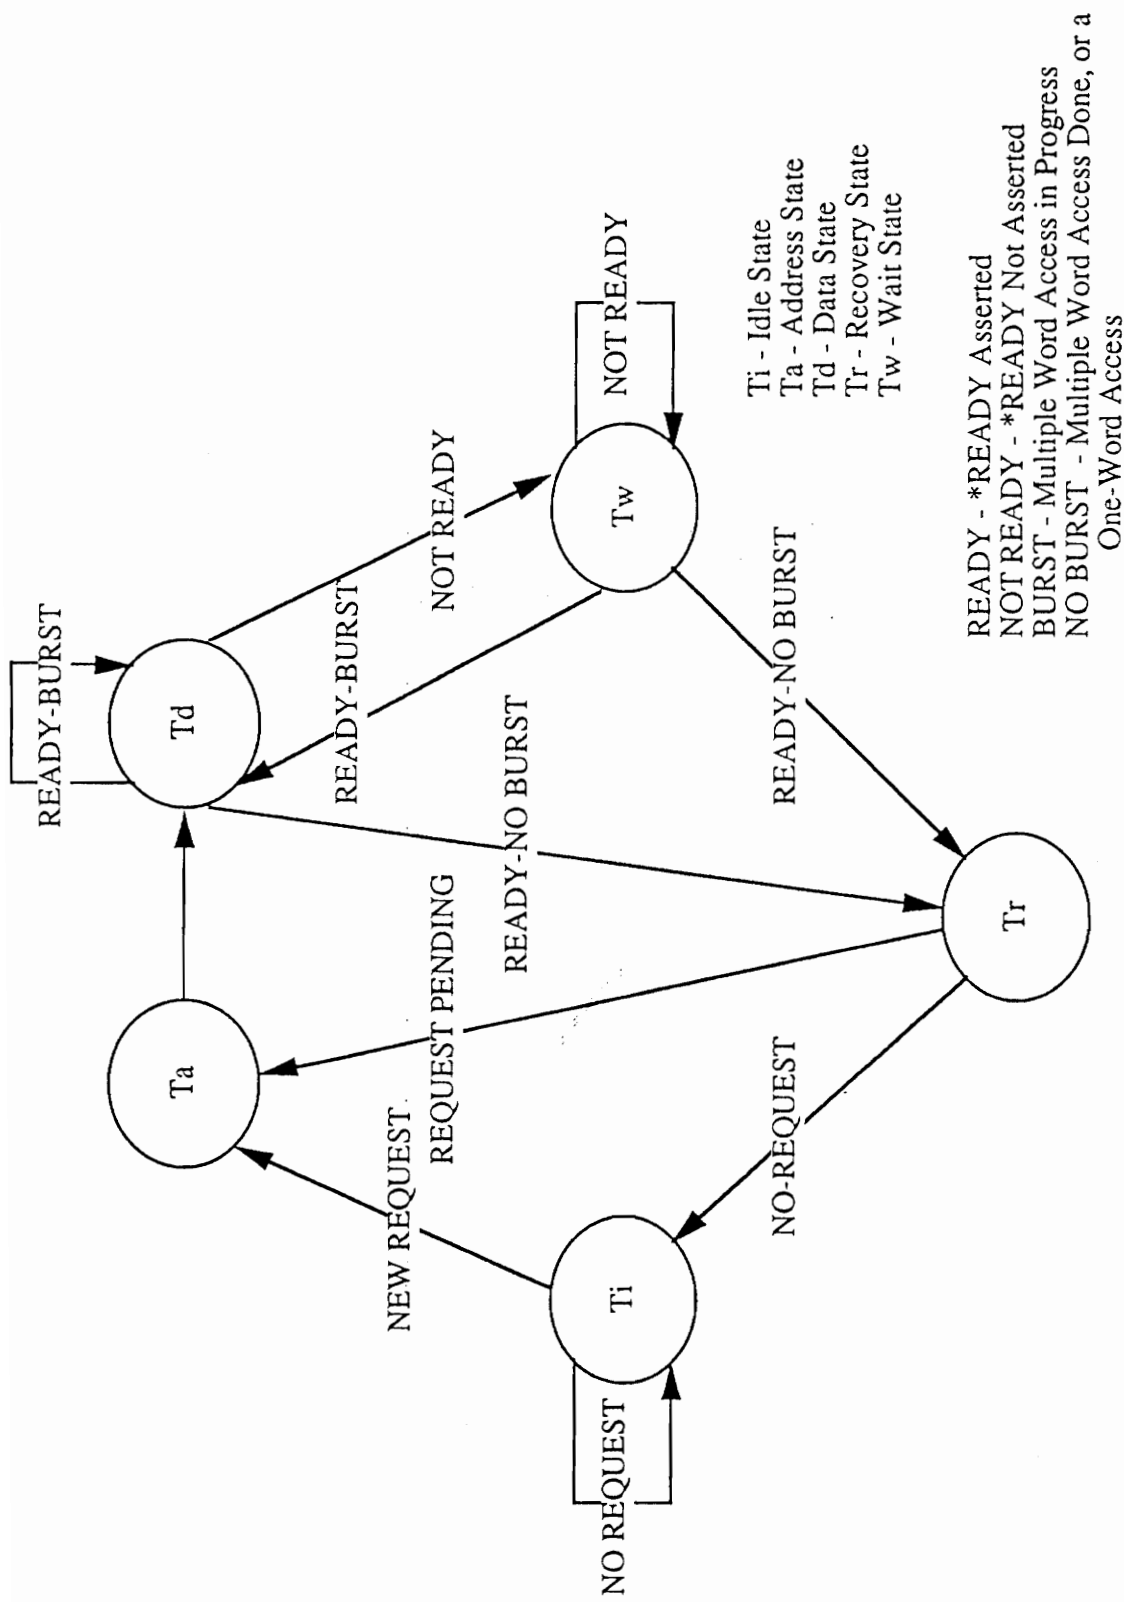 READY-BURST
Ta
Td
NEW REQUEST
REQUEST PENDING
READY-BURST
NOT READY
READY-NO BURST
NO REQUEST
Ti
Tw
NOT READY
NO-REQUEST
READY-NO BURST
Tr
Ti - Idle State
Ta - Address State
Td - Data State
Tr - Recovery State
Tw - Wait State
READY - *READY Asserted
NOT READY - *READY Not Asserted
BURST - Multiple Word Access in Progress
NO BURST - Multiple Word Access Done, or a
One-Word Access